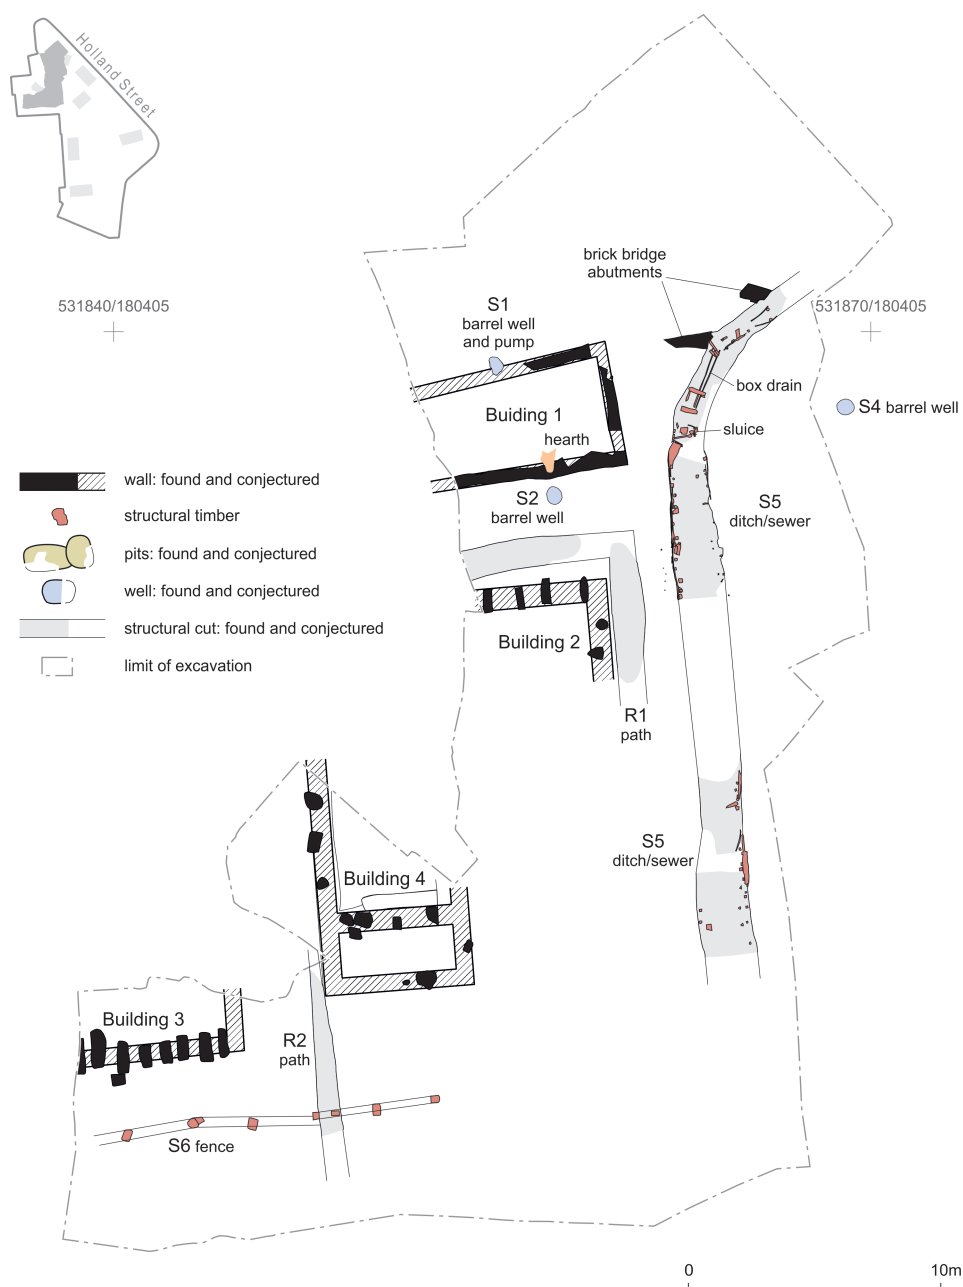 Holland Street
brick bridge
abutments
531840/180405
531870/180405
S1
barrel well
and pump
box drain
Buiding 1
S4 barrel well
hearth
sluice
S2
barrel well
S5
ditch/sewer
wall: found and conjectured
structural timber
pits: found and conjectured
well: found and conjectured
structural cut: found and conjectured
limit of excavation
Building 2
R1
path
S5
ditch/sewer
Building 4
Building 3
R2
path
S6 fence
0
10m